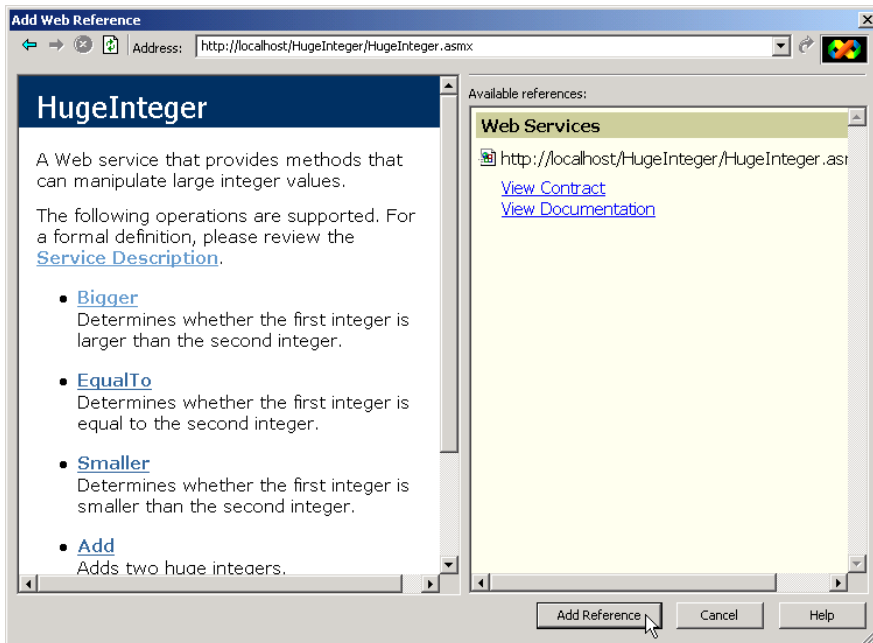 Add Web Reference
Address: http://localhost/HugeInteger/HugeInteger.asmx
HugeInteger
A Web service that provides methods that
can manipulate large integer values.
The following operations are supported. For
a formal definition, please review the
Service Description.
Bigger
Determines whether the first integer is
larger than the second integer.
EqualTo
Determines whether the first integer is
equal to the second integer.
Smaller
Determines whether the first integer is
smaller than the second integer.
Add
Adds two huge integers.
Available references:
Web Services
http://localhost/HugeInteger/HugeInteger.asm
View Contract
View Documentation
Add Reference
Cancel
Help